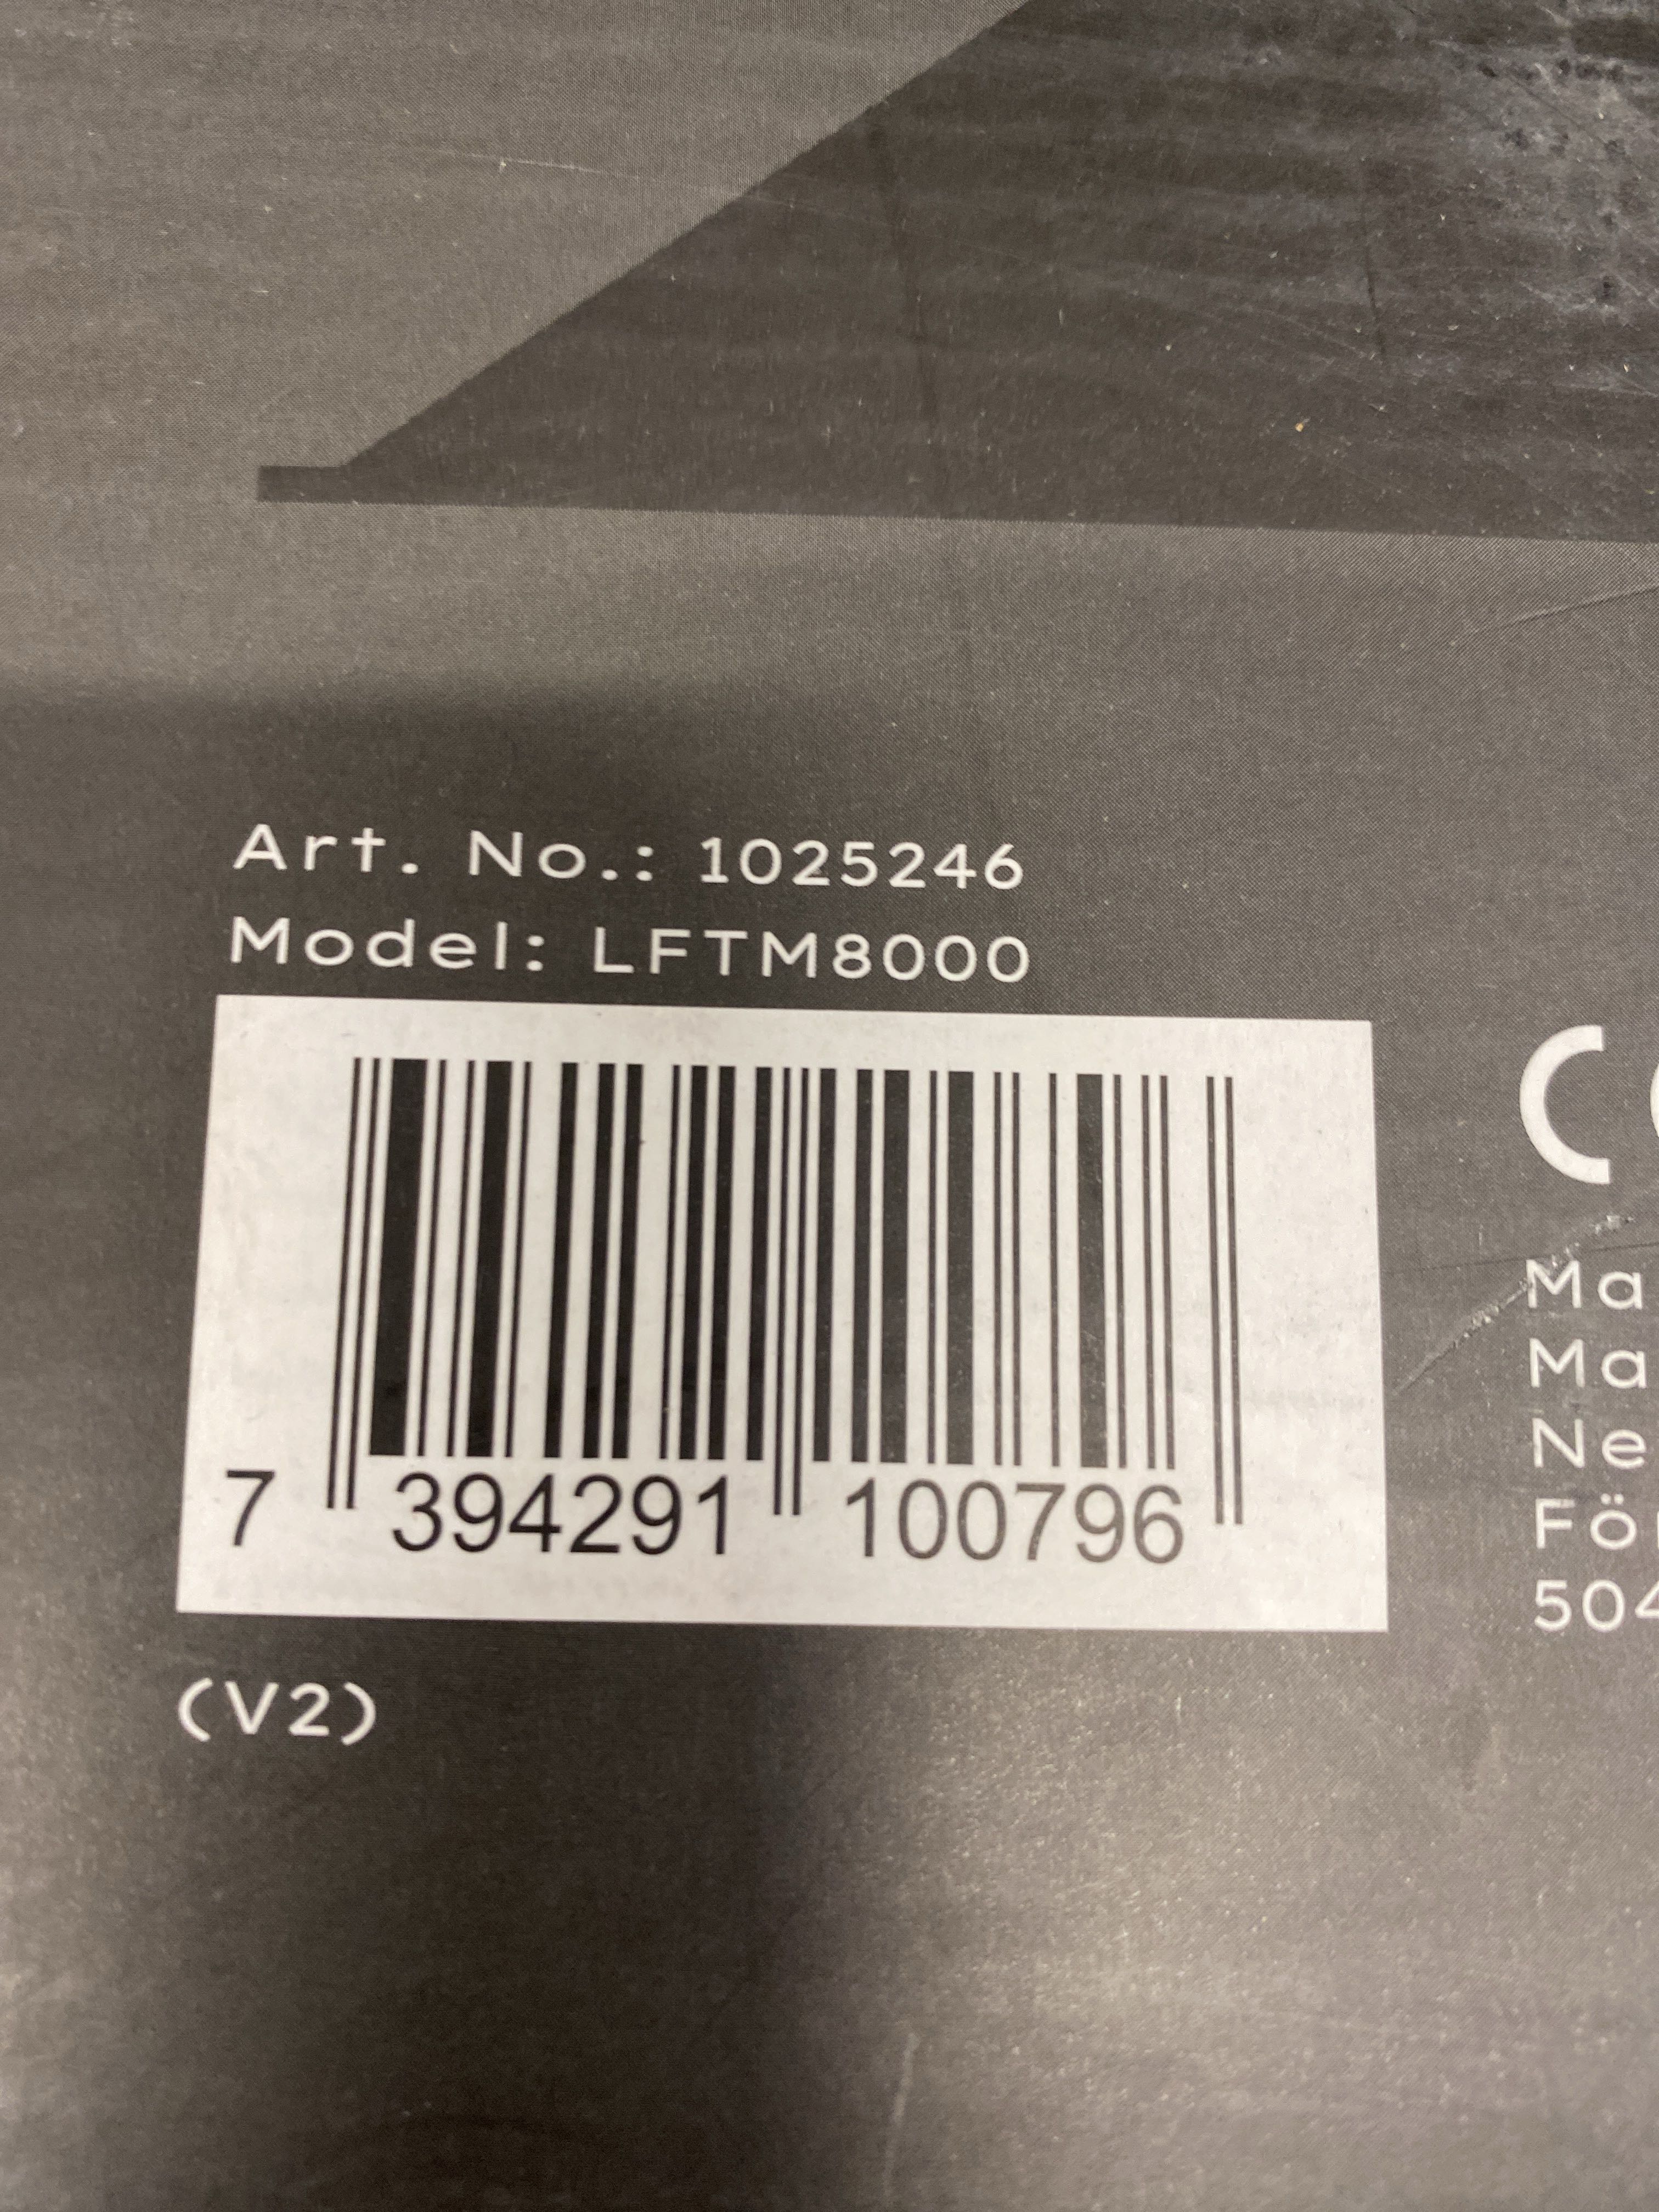 Art. No.: 1025246
Model: LFTM8000
7 394291 100796
(V2)
Ma
Ma
Ne
Fö
504